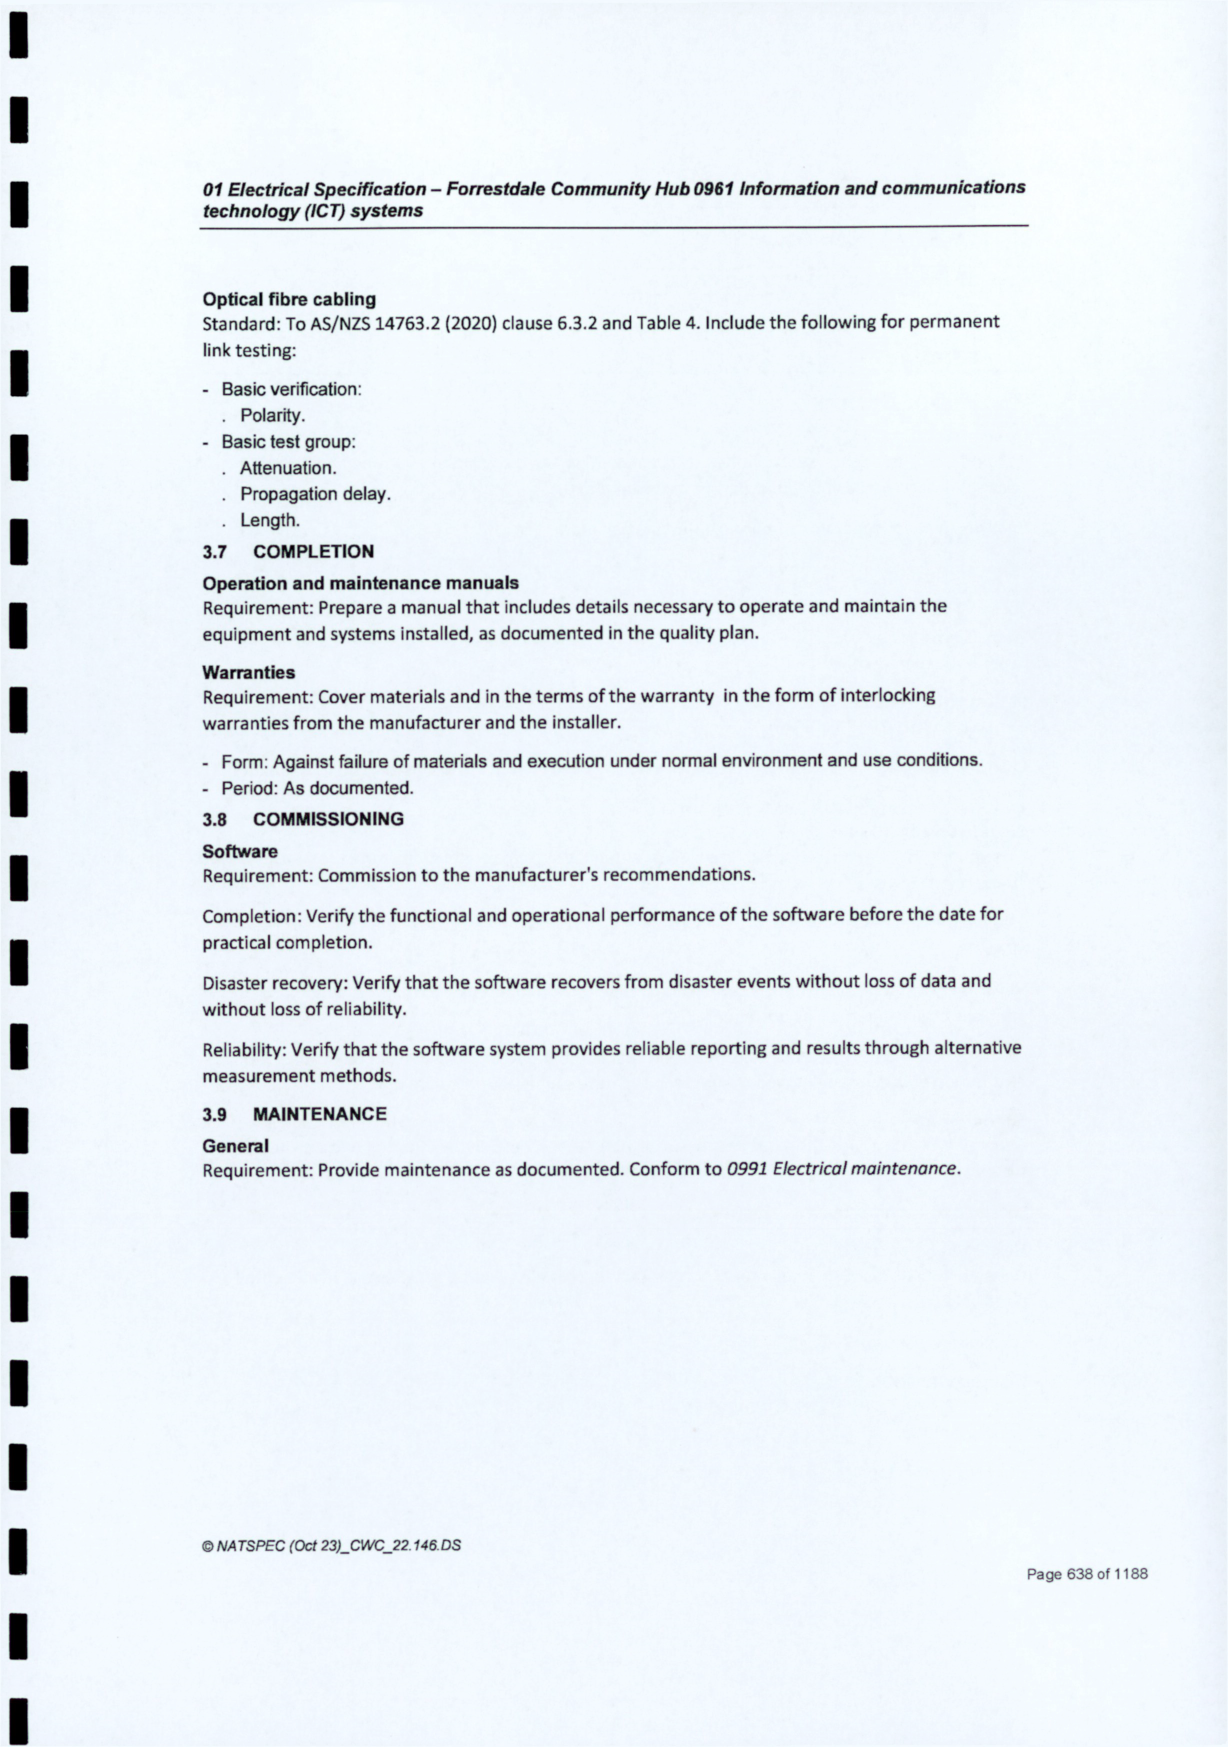 01 Electrical Specification – Forrestdale Community Hub 0961 Information and communications
technology (ICT) systems
Optical fibre cabling
Standard: To AS/NZS 14763.2 (2020) clause 6.3.2 and Table 4. Include the following for permanent
link testing:
- Basic verification:
. Polarity.
- Basic test group:
. Attenuation.
. Propagation delay.
. Length.
3.7 COMPLETION
Operation and maintenance manuals
Requirement: Prepare a manual that includes details necessary to operate and maintain the
equipment and systems installed, as documented in the quality plan.
Warranties
Requirement: Cover materials and in the terms of the warranty in the form of interlocking
warranties from the manufacturer and the installer.
- Form: Against failure of materials and execution under normal environment and use conditions.
- Period: As documented.
3.8 COMMISSIONING
Software
Requirement: Commission to the manufacturer's recommendations.
Completion: Verify the functional and operational performance of the software before the date for
practical completion.
Disaster recovery: Verify that the software recovers from disaster events without loss of data and
without loss of reliability.
Reliability: Verify that the software system provides reliable reporting and results through alternative
measurement methods.
3.9 MAINTENANCE
General
Requirement: Provide maintenance as documented. Conform to 0991 Electrical maintenance.
© NATSPEC (Oct 23)_CWC_22.146.DS
Page 638 of 1188